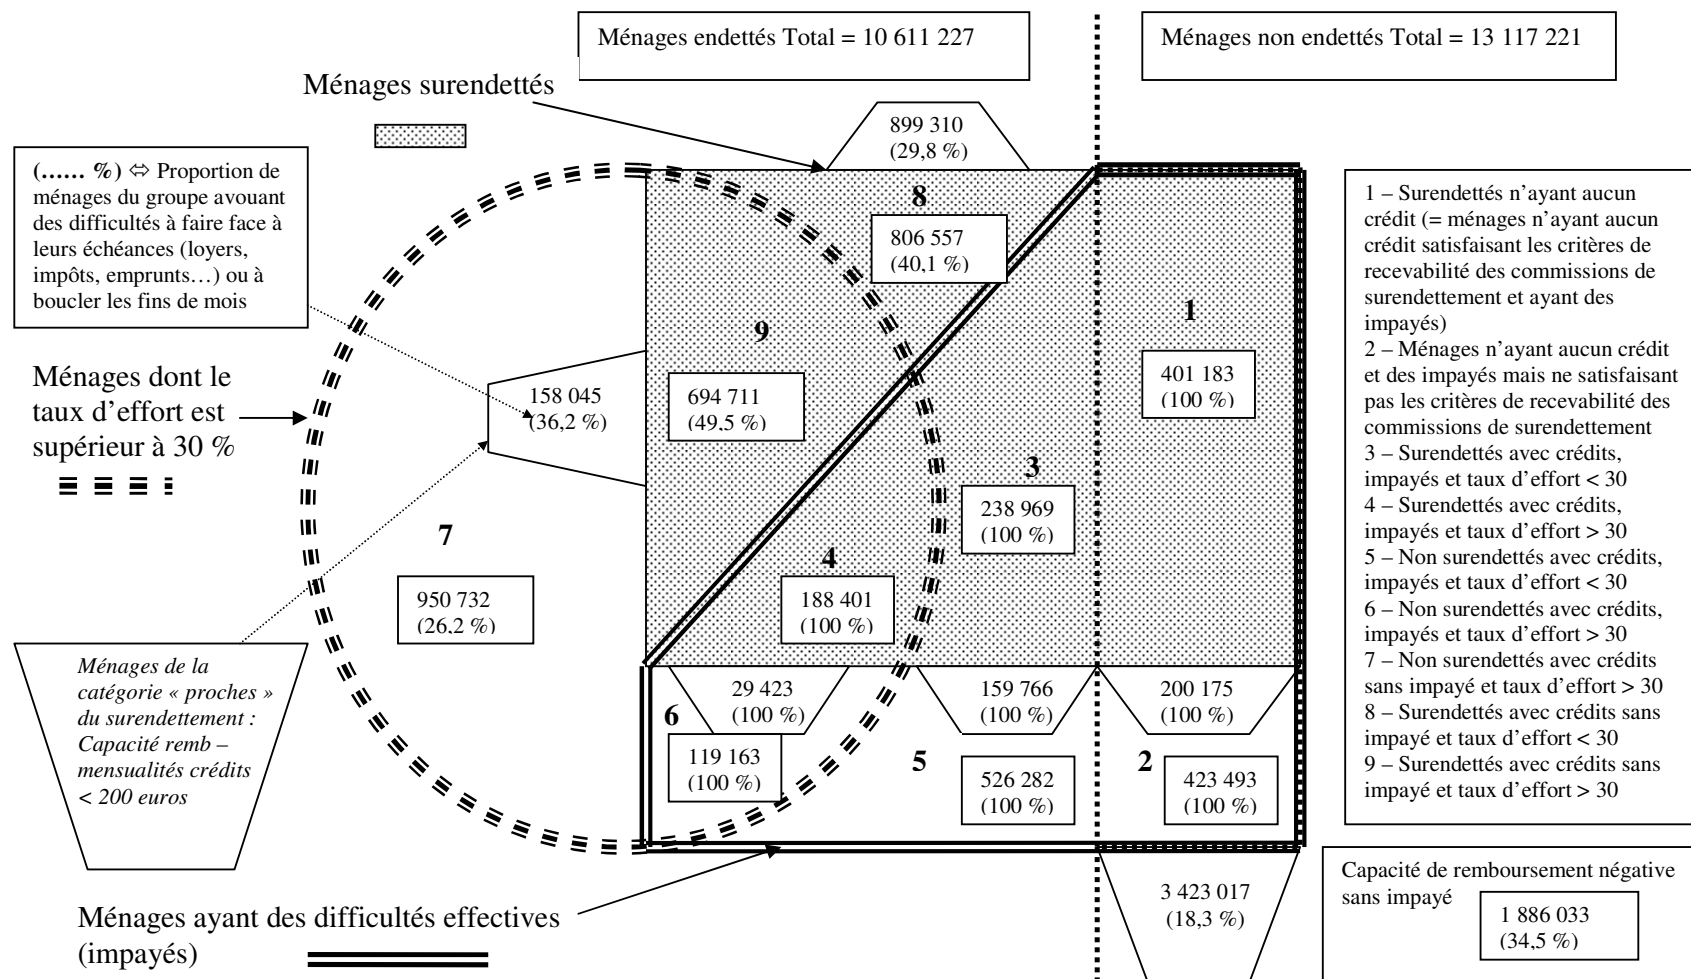 Ménages endettés Total = 10 611 227
Ménages non endettés Total = 13 117 221
Ménages surendettés
899 310
(29,8 %)
(...... %) ⇔ Proportion de
ménages du groupe avouant
des difficultés à faire face à
leurs échéances (loyers,
impôts, emprunts…) ou à
boucler les fins de mois
8
806 557
(40,1 %)
Ménages dont le
taux d'effort est
supérieur à 30 %
158 045
(36,2 %)
9
694 711
(49,5 %)
1
401 183
(100 %)
3
238 969
(100 %)
7
950 732
(26,2 %)
4
188 401
(100 %)
Ménages de la
catégorie « proches »
du surendettement :
Capacité remb –
mensualités crédits
< 200 euros
29 423
(100 %)
159 766
(100 %)
200 175
(100 %)
6
119 163
(100 %)
5
526 282
(100 %)
2
423 493
(100 %)
1 – Surendettés n'ayant aucun
crédit (= ménages n'ayant aucun
crédit satisfaisant les critères de
recevabilité des commissions de
surendettement et ayant des
impayés)
2 – Ménages n'ayant aucun crédit
et des impayés mais ne satisfaisant
pas les critères de recevabilité des
commissions de surendettement
3 – Surendettés avec crédits,
impayés et taux d'effort < 30
4 – Surendettés avec crédits,
impayés et taux d'effort > 30
5 – Non surendettés avec crédits,
impayés et taux d'effort < 30
6 – Non surendettés avec crédits,
impayés et taux d'effort > 30
7 – Non surendettés avec crédits
sans impayé et taux d'effort > 30
8 – Surendettés avec crédits sans
impayé et taux d'effort < 30
9 – Surendettés avec crédits sans
impayé et taux d'effort > 30
Ménages ayant des difficultés effectives
(impayés)
3 423 017
(18,3 %)
Capacité de remboursement négative
sans impayé
1 886 033
(34,5 %)